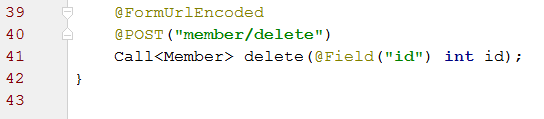 39 @FormUrlEncoded
40 @POST("member/delete")
41 Call<Member> delete(@Field("id") int id);
42 }
43